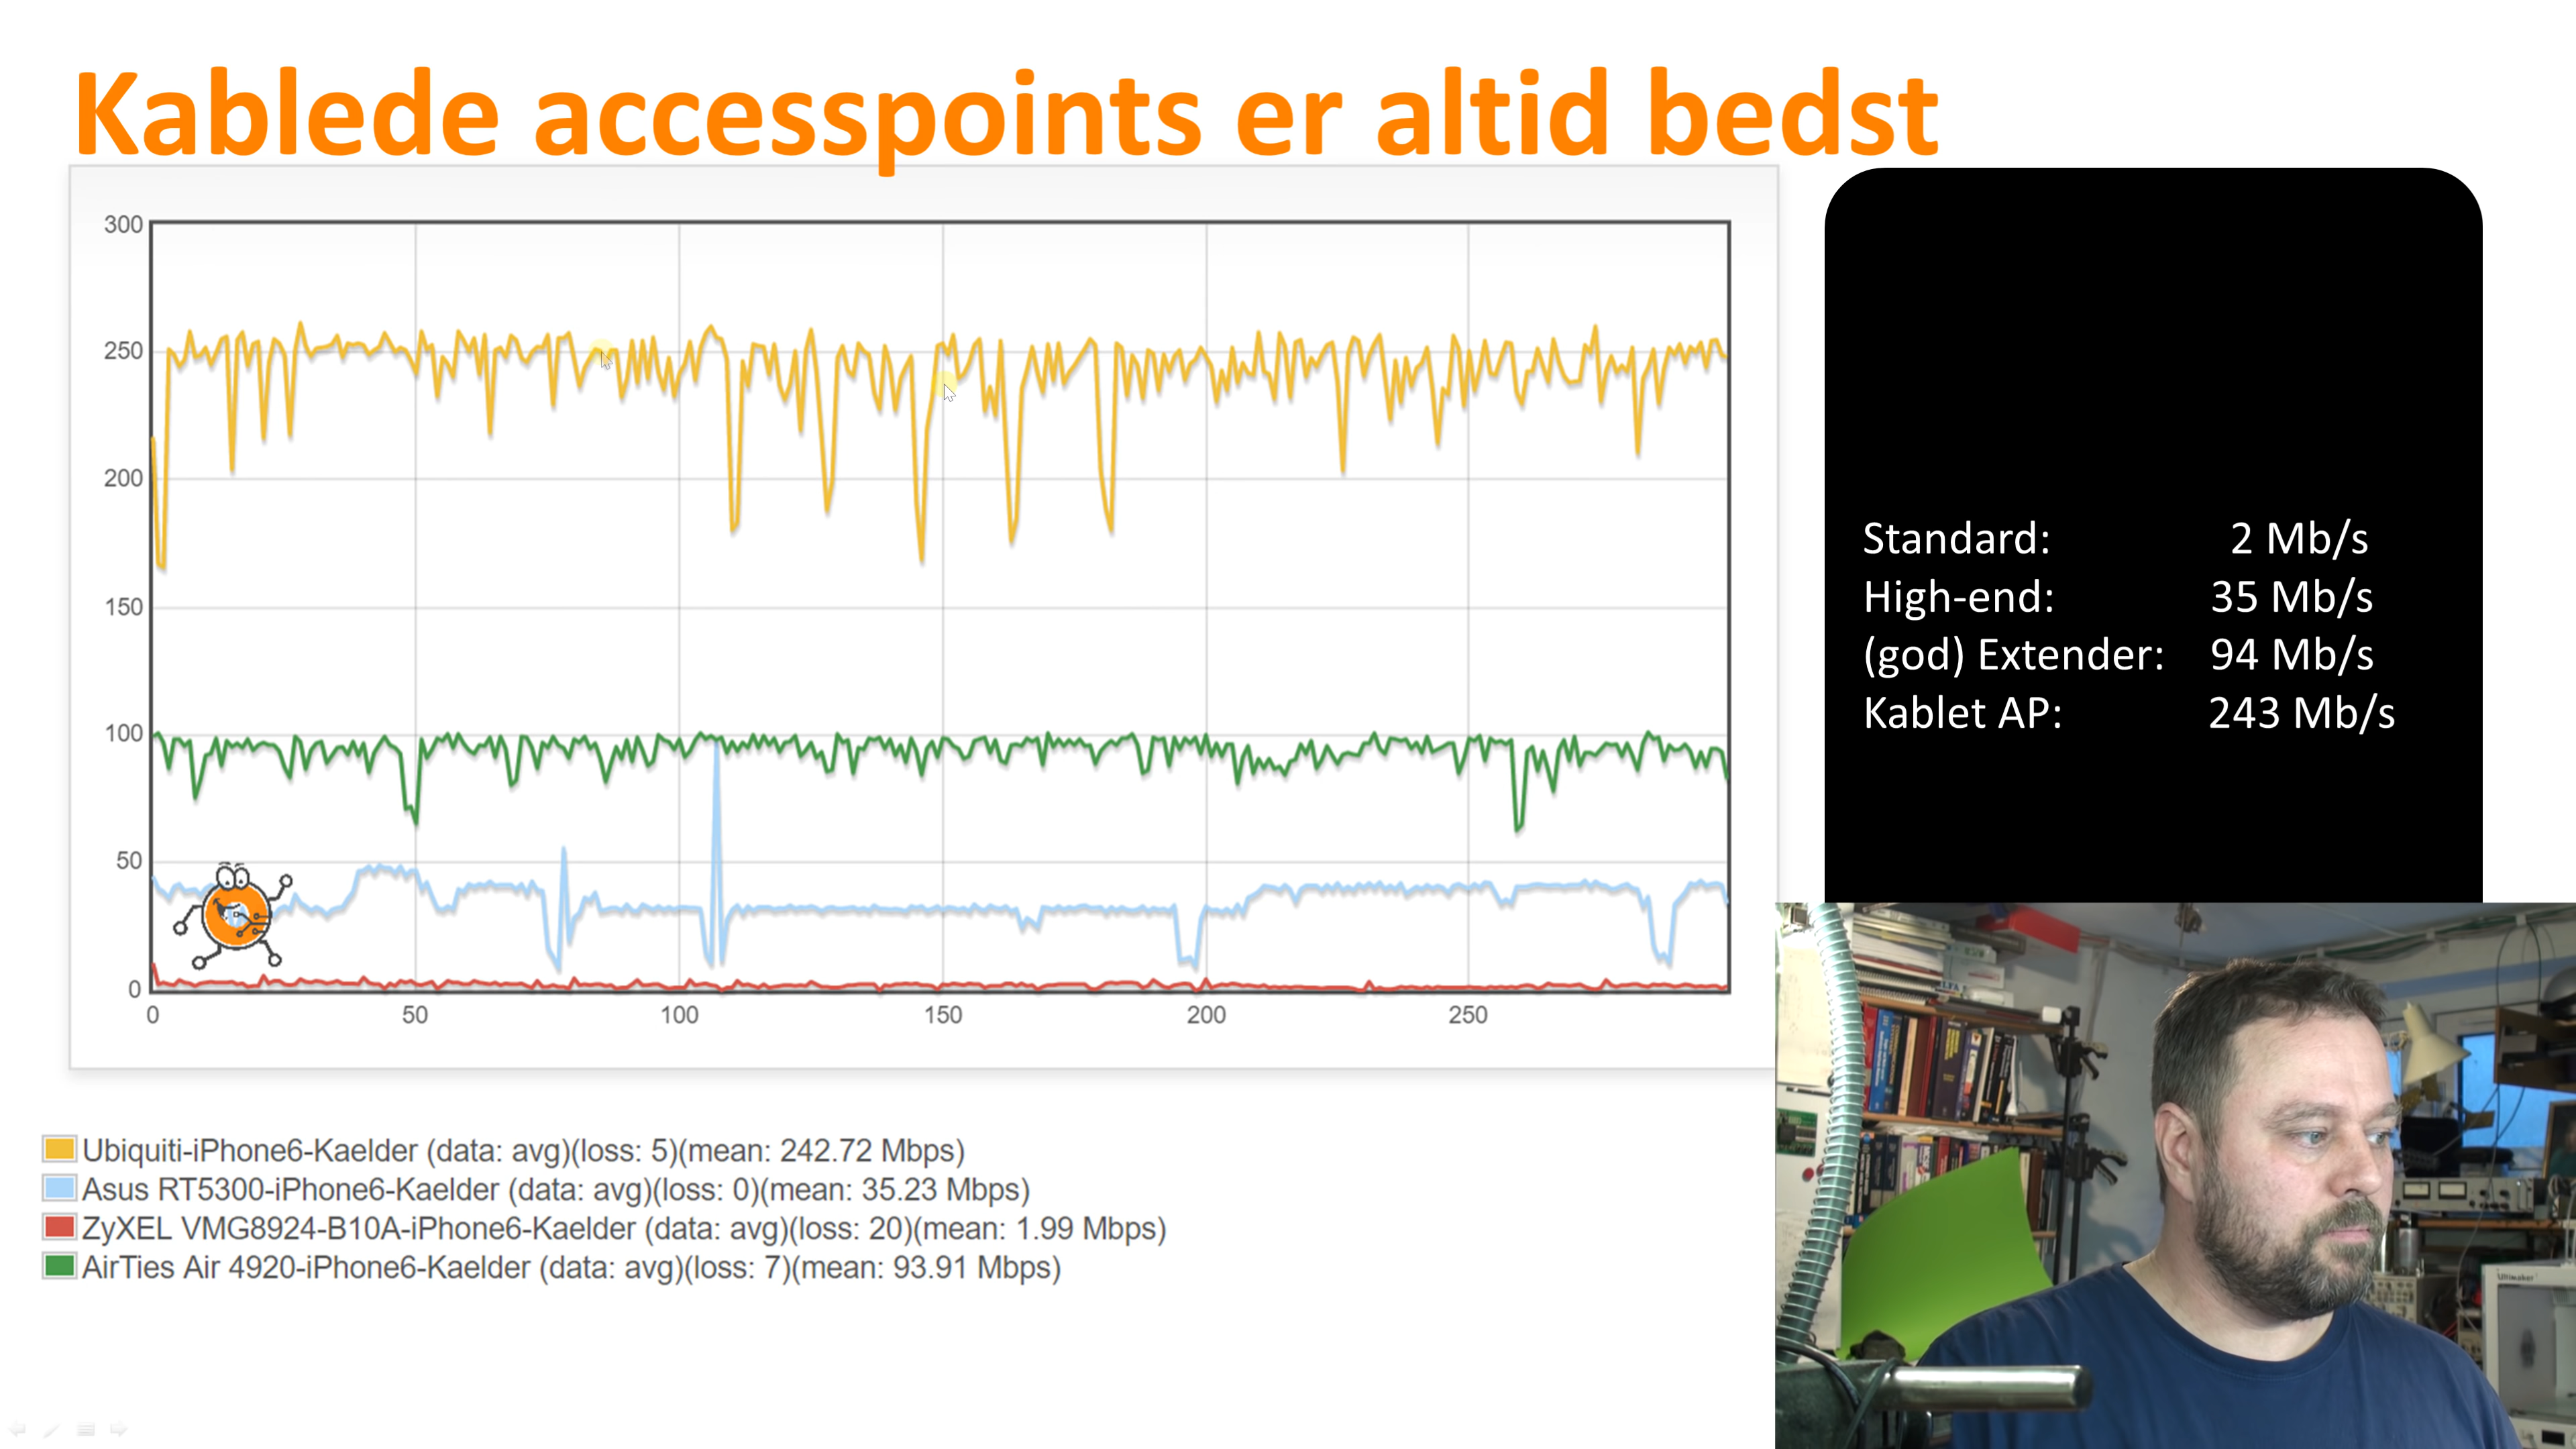 Kablede accesspoints er altid bedst
300
250
200
150
100
50
0
0 50 100 150 200 250
Standard: 2 Mb/s
High-end: 35 Mb/s
(god) Extender: 94 Mb/s
Kablet AP: 243 Mb/s
Ubiquiti-iPhone6-Kaelder (data: avg)(loss: 5)(mean: 242.72 Mbps)
Asus RT5300-iPhone6-Kaelder (data: avg)(loss: 0)(mean: 35.23 Mbps)
ZyXEL VMG8924-B10A-iPhone6-Kaelder (data: avg)(loss: 20)(mean: 1.99 Mbps)
AirTies Air 4920-iPhone6-Kaelder (data: avg)(loss: 7)(mean: 93.91 Mbps)
Ultimaker